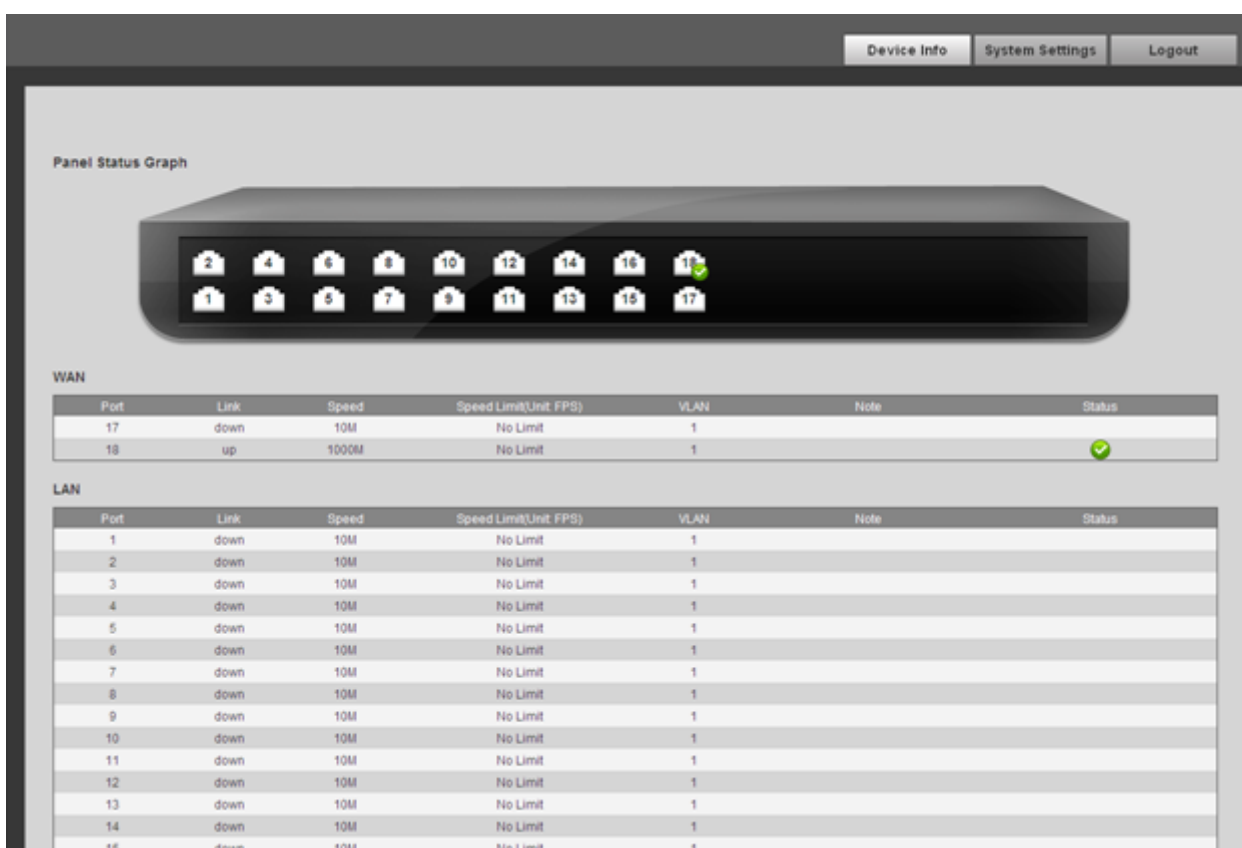 Device Info System Settings Logout
Panel Status Graph
2 4 6 8 10 12 14 16 18
1 3 5 7 9 11 13 15 17
WAN
Port Link Speed Speed Limit(Unit: FPS) VLAN Note Status
17 down 10M No Limit 1
18 up 1000M No Limit 1
LAN
Port Link Speed Speed Limit(Unit: FPS) VLAN Note Status
1 down 10M No Limit 1
2 down 10M No Limit 1
3 down 10M No Limit 1
4 down 10M No Limit 1
5 down 10M No Limit 1
6 down 10M No Limit 1
7 down 10M No Limit 1
8 down 10M No Limit 1
9 down 10M No Limit 1
10 down 10M No Limit 1
11 down 10M No Limit 1
12 down 10M No Limit 1
13 down 10M No Limit 1
14 down 10M No Limit 1